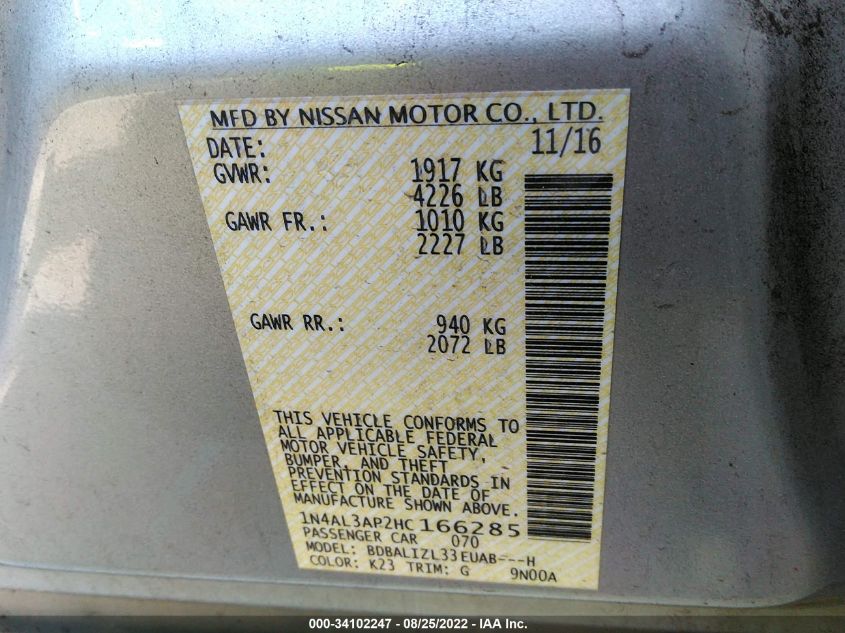 MFD BY NISSAN MOTOR CO., LTD.
DATE: 11/16
GVWR: 1917 KG
4226 LB
GAWR FR.: 1010 KG
2227 LB
GAWR RR.: 940 KG
2072 LB
THIS VEHICLE CONFORMS TO
ALL APPLICABLE FEDERAL
MOTOR VEHICLE SAFETY,
BUMPER, AND THEFT
PREVENTION STANDARDS IN
EFFECT ON THE DATE OF
MANUFACTURE SHOWN ABOVE.
1N4AL3AP2HC166285
PASSENGER CAR 070
MODEL: BDBALIZL33EUAB---H
COLOR: K23 TRIM: G 9N00A
000-34102247 - 08/25/2022 - IAA Inc.